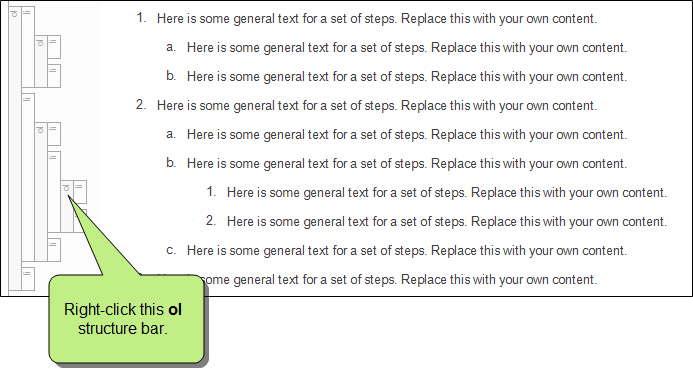 1. Here is some general text for a set of steps. Replace this with your own content.
a. Here is some general text for a set of steps. Replace this with your own content.
b. Here is some general text for a set of steps. Replace this with your own content.
2. Here is some general text for a set of steps. Replace this with your own content.
a. Here is some general text for a set of steps. Replace this with your own content.
b. Here is some general text for a set of steps. Replace this with your own content.
1. Here is some general text for a set of steps. Replace this with your own content.
2. Here is some general text for a set of steps. Replace this with your own content.
c. Here is some general text for a set of steps. Replace this with your own content.
some general text for a set of steps. Replace this with your own content.
Right-click this ol
structure bar.